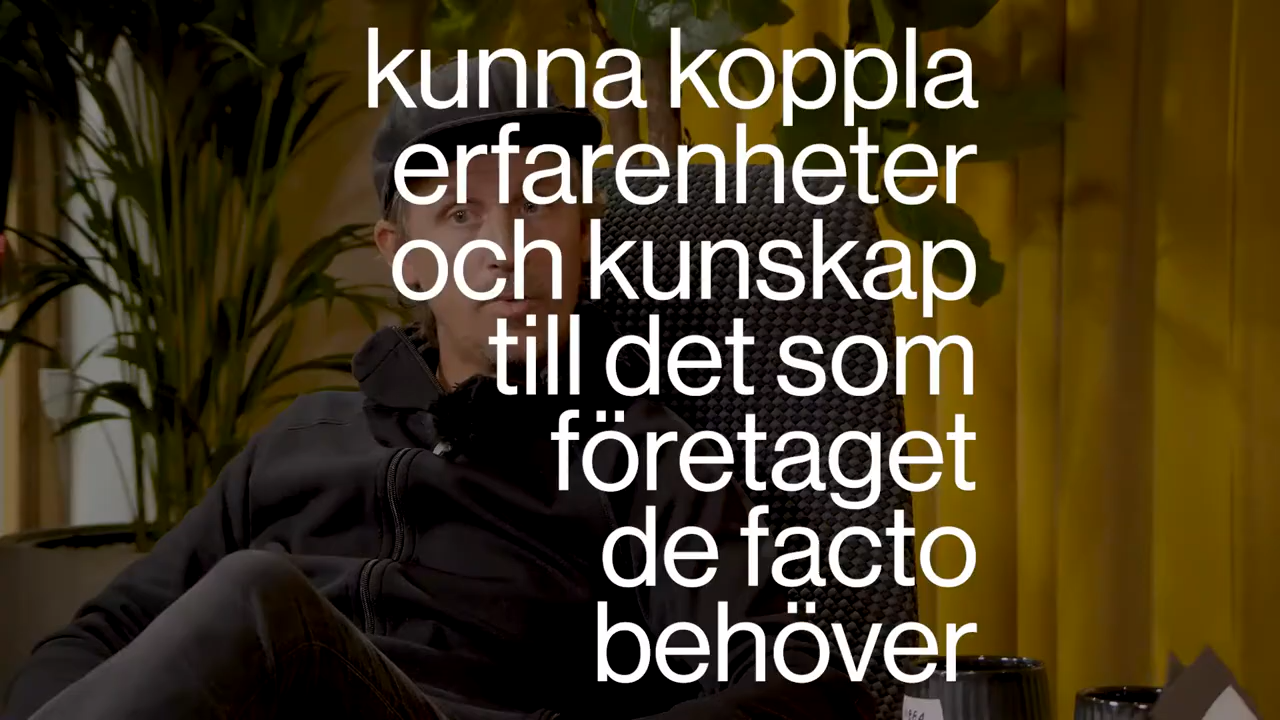 kunna koppla
erfarenheter
och kunskap
till det som
företaget
de facto
behöver